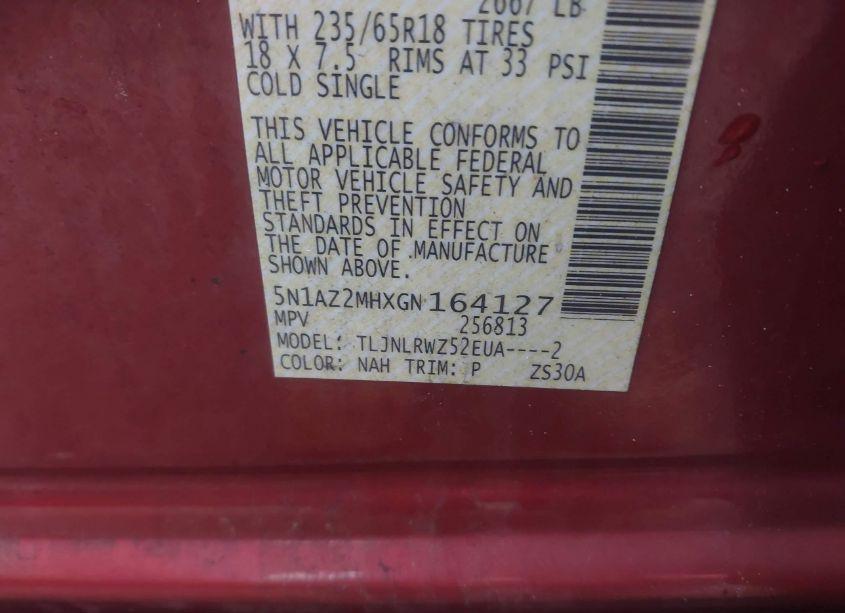 2667 LB
WITH 235/65R18 TIRES
18 X 7.5 RIMS AT 33 PSI
COLD SINGLE
THIS VEHICLE CONFORMS TO
ALL APPLICABLE FEDERAL
MOTOR VEHICLE SAFETY AND
THEFT PREVENTION
STANDARDS IN EFFECT ON
THE DATE OF MANUFACTURE
SHOWN ABOVE.
5N1AZ2MHXGN164127
MPV 256813
MODEL: TLJNLRWZ52EUA----2
COLOR: NAH TRIM: P ZS30A